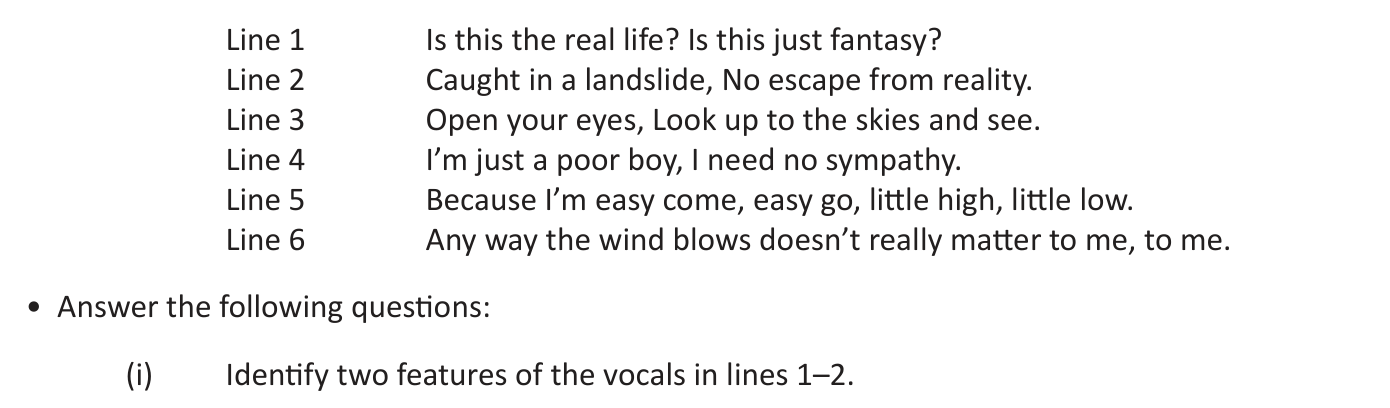 Line 1 Is this the real life? Is this just fantasy?
Line 2 Caught in a landslide, No escape from reality.
Line 3 Open your eyes, Look up to the skies and see.
Line 4 I'm just a poor boy, I need no sympathy.
Line 5 Because I'm easy come, easy go, little high, little low.
Line 6 Any way the wind blows doesn't really matter to me, to me.
• Answer the following questions:
(i) Identify two features of the vocals in lines 1–2.